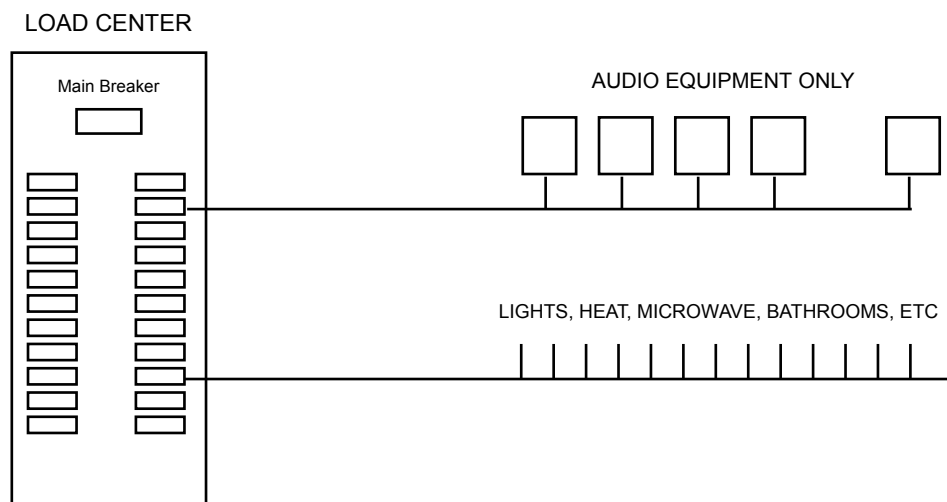 LOAD CENTER
Main Breaker
AUDIO EQUIPMENT ONLY
LIGHTS, HEAT, MICROWAVE, BATHROOMS, ETC